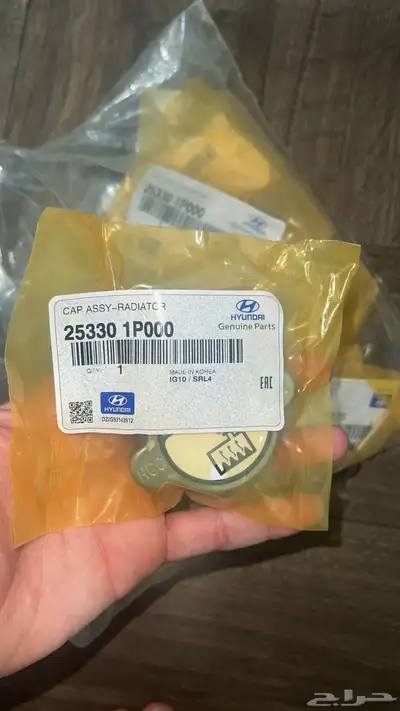 25330 1P000
HYUNDAI
CAP ASSY-RADIATOR
HYUNDAI
25330 1P000
Genuine Parts
QTY: 1
MADE IN KOREA
IG10 / SRL4
EAC
HYUNDAI
حراج